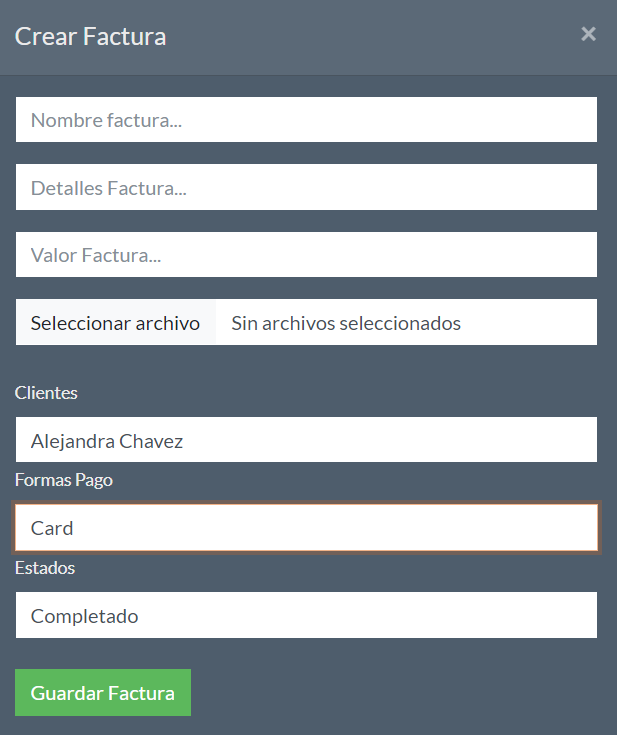 Crear Factura ×
Nombre factura...
Detalles Factura...
Valor Factura...
Seleccionar archivo Sin archivos seleccionados
Clientes
Alejandra Chavez
Formas Pago
Card
Estados
Completado
Guardar Factura